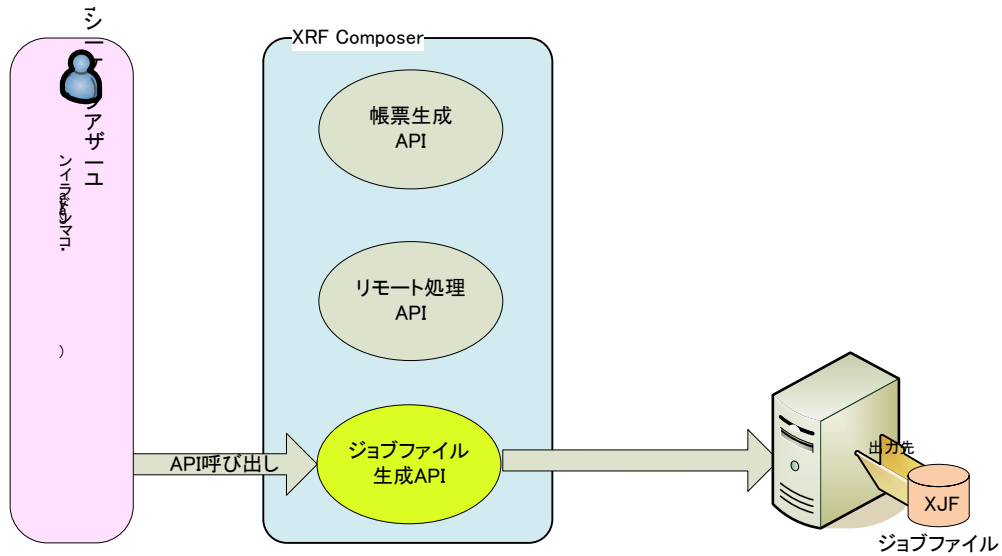 XRF Composer
帳票生成
API
リモート処理
API
API呼び出し
ジョブファイル
生成API
出力先
XJF
ジョブファイル